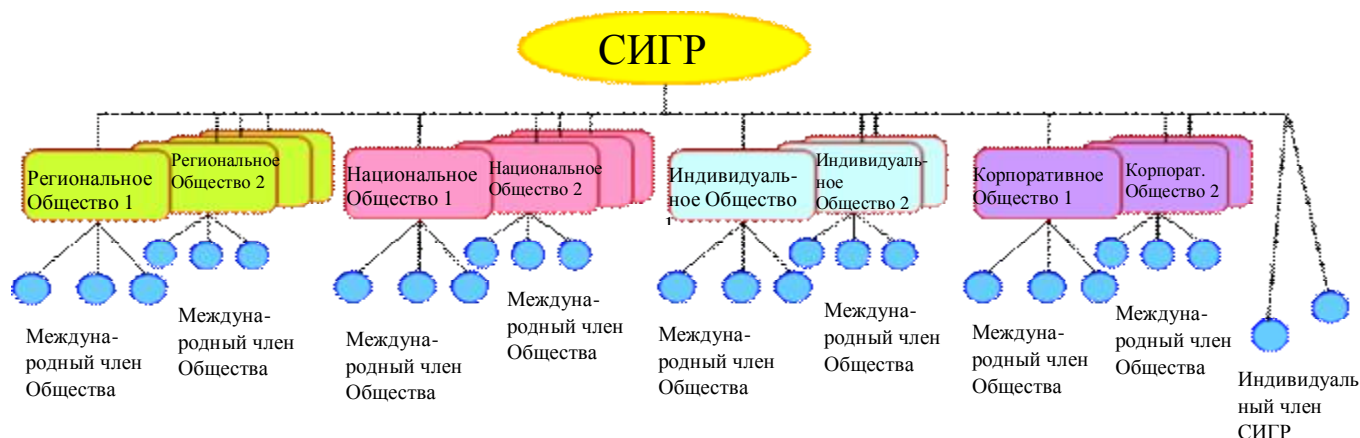 СИГР
Региональное
Общество 1
Региональное
Общество 2
Национальное
Общество 1
Национальное
Общество 2
Индивидуаль-
ное Общество
1
Индивидуаль-
ное
Общество 2
Корпоративное
Общество 1
Корпорат.
Общество 2
Междуна-
родный член
Общества
Междуна-
родный член
Общества
Междуна-
родный член
Общества
Междуна-
родный член
Общества
Междуна-
родный член
Общества
Междуна-
родный член
Общества
Междуна-
родный член
Общества
Междуна-
родный член
Общества
Индивидуаль
ный член
СИГР